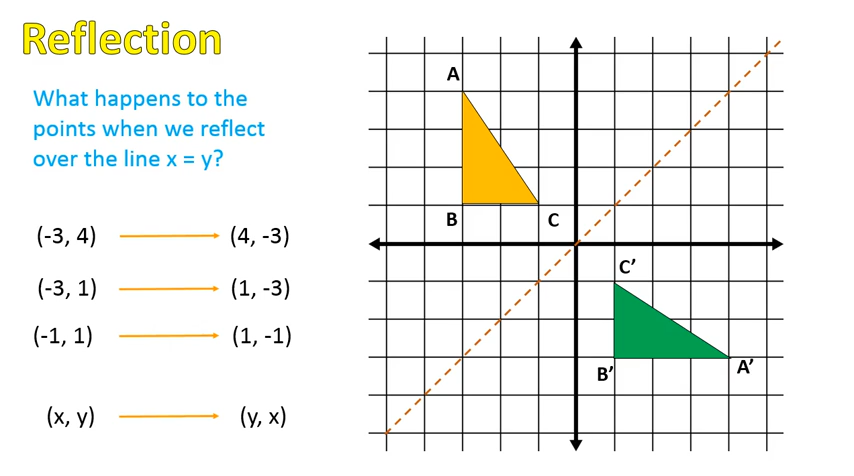 Reflection
What happens to the
points when we reflect
over the line x = y?
(-3, 4) (4, -3)
(-3, 1) (1, -3)
(-1, 1) (1, -1)
(x, y) (y, x)
A
B C
C’
B’ A’